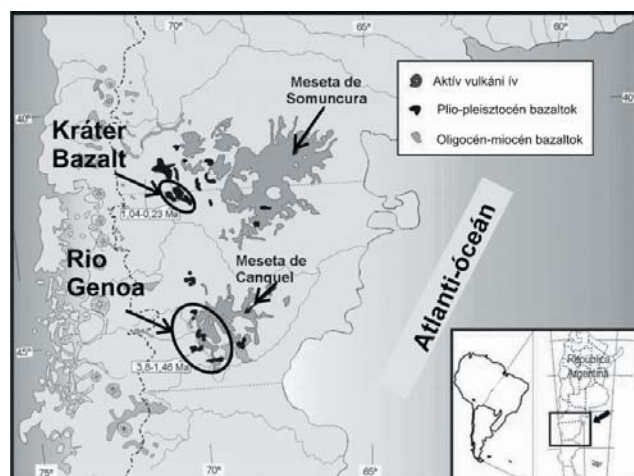 70°
65°
40°
40°
Meseta de
Somuncura
Aktív vulkáni ív
Plio-pleisztocén bazaltok
Oligocén-miocén bazaltok
Kráter
Bazalt
1,04-0,23 Ma
Rio
Genoa
Meseta de
Canquel
Atlanti-óceán
45°
3,6-1,46 Ma
República
Argentina
75°
70°
65°